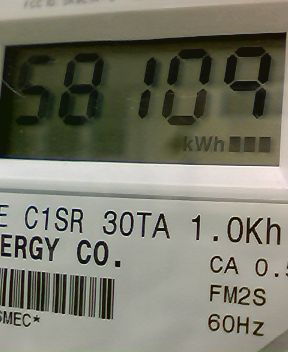 58109
kWh
E C1SR 30TA 1.0Kh
ERGY CO.
CA 0.5
FM2S
SMEC*
60Hz